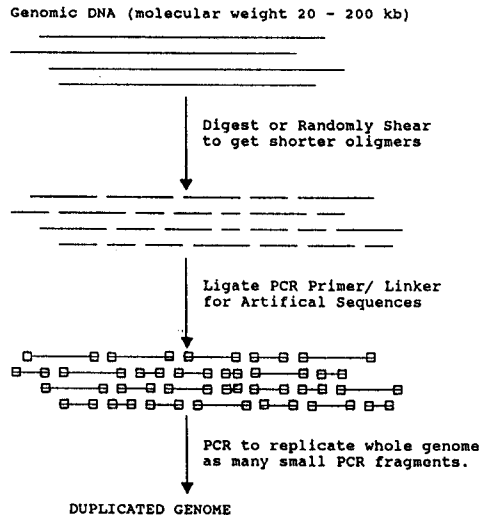 Genomic DNA (molecular weight 20 - 200 kb)
Digest or Randomly Shear
to get shorter oligmers
Ligate PCR Primer/ Linker
for Artifical Sequences
PCR to replicate whole genome
as many small PCR fragments.
DUPLICATED GENOME